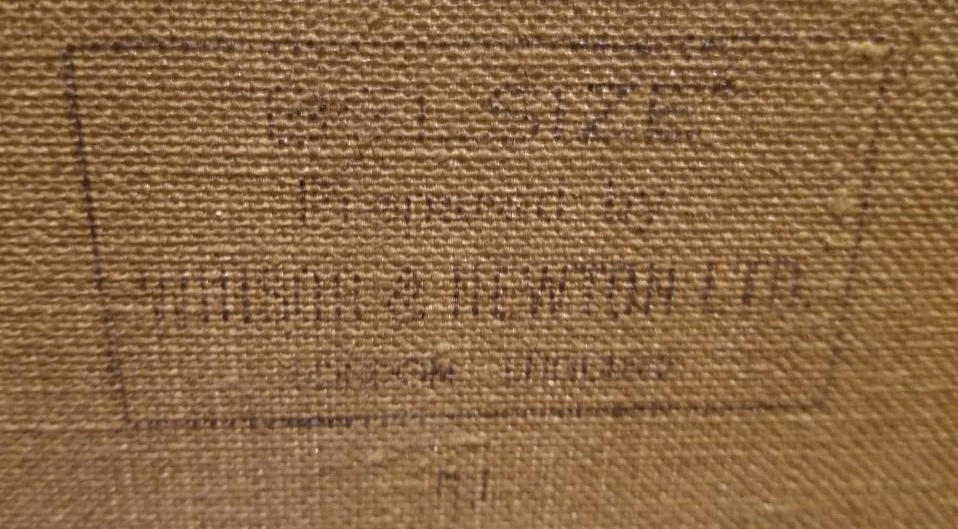 SIZE
Prepared by
WINSOR & NEWTON LTD.
LONDON ENGLAND